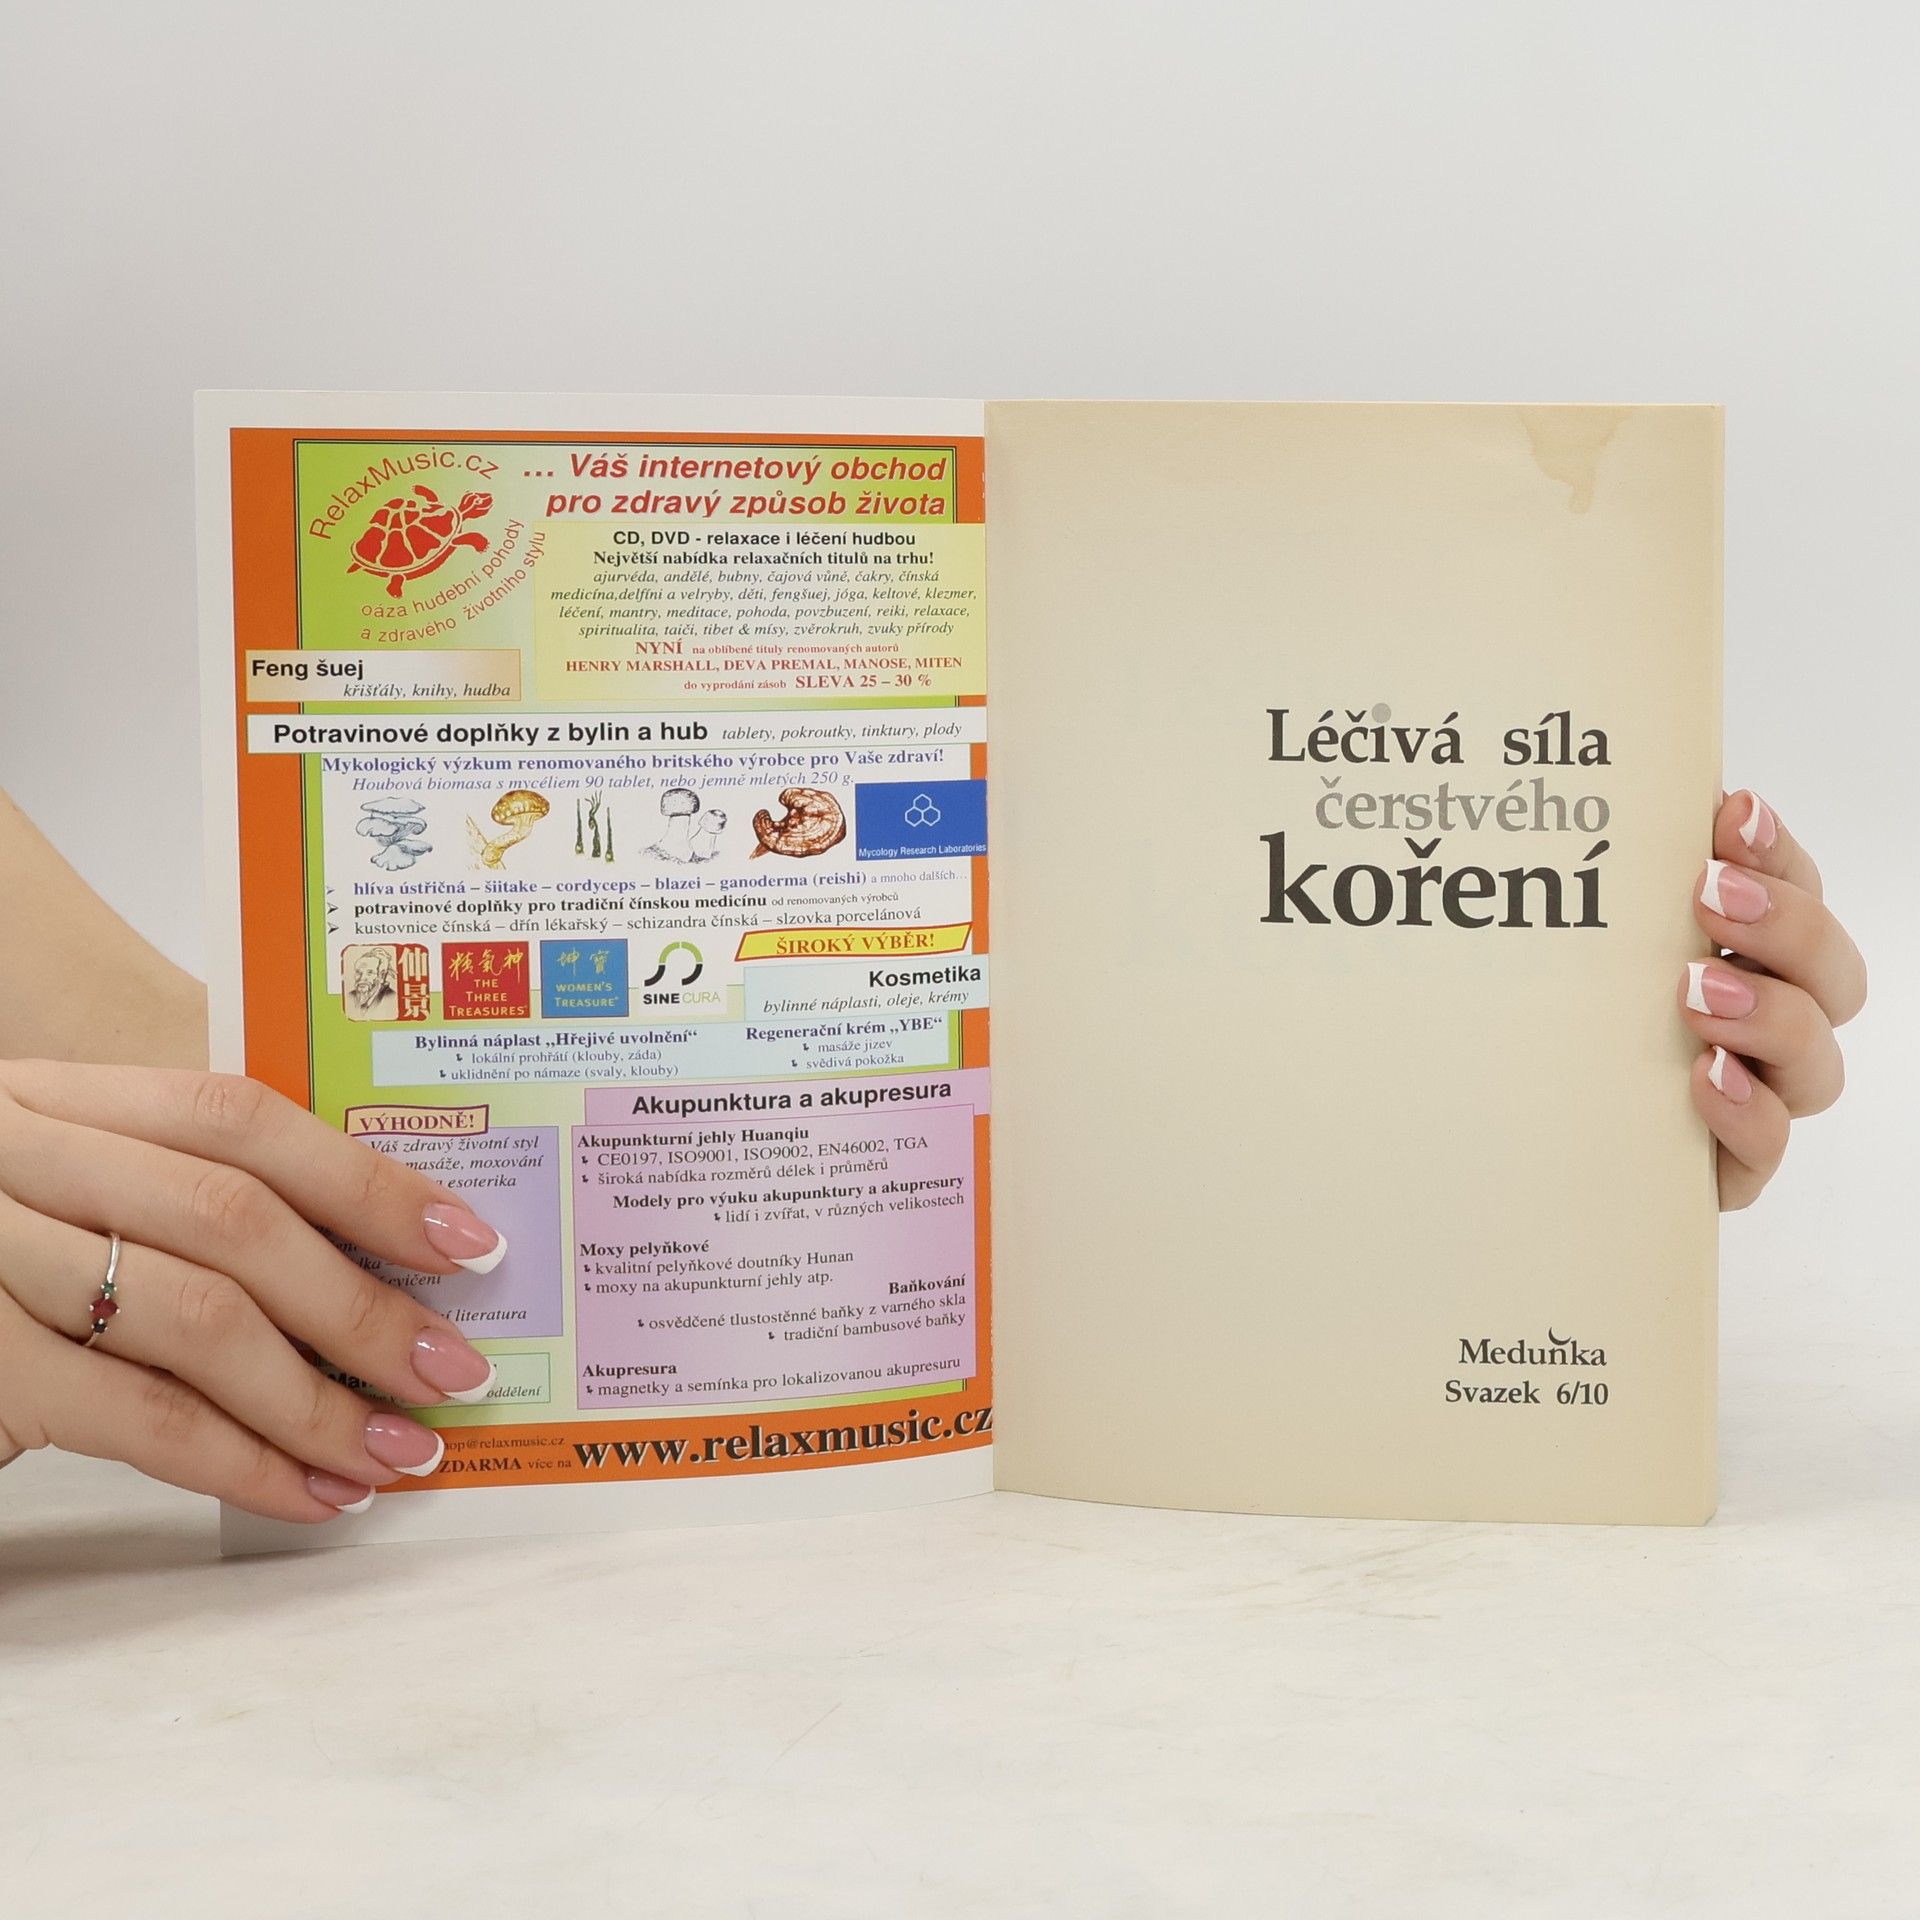 RelaxMusic.cz
oáza hudební pohody
a zdravého životního stylu
... Váš internetový obchod
pro zdravý způsob života
CD, DVD - relaxace i léčení hudbou
Největší nabídka relaxačních titulů na trhu!
ajurvéda, andělé, bubny, čajová vůně, čakry, čínská
medicína,delfíni a velryby, děti, fengšuej, jóga, keltové, klezmer,
léčení, mantry, meditace, pohoda, povzbuzení, reiki, relaxace,
spiritualita, taiči, tibet & mísy, zvěrokruh, zvuky přírody
NYNÍ na oblíbené tituly renomovaných autorů
HENRY MARSHALL, DEVA PREMAL, MANOSE, MITEN
do vyprodání zásob SLEVA 25 – 30 %
Feng šuej
křišťály, knihy, hudba
Potravinové doplňky z bylin a hub tablety, pokroutky, tinktury, plody
Mykologický výzkum renomovaného britského výrobce pro Vaše zdraví!
Houbová biomasa s mycéliem 90 tablet, nebo jemně mletých 250 g.
Mycology Research Laboratories
hlíva ústřičná – šiitake – cordyceps – blazei – ganoderma (reishi) a mnoho dalších...
potravinové doplňky pro tradiční čínskou medicínu od renomovaných výrobců
kustovnice čínská – dřín lékařský – schizandra čínská – slzovka porcelánová
仲景
精氣神
THE
THREE
TREASURES®
坤寶
WOMEN'S
TREASURE®
SINECURA
ŠIROKÝ VÝBĚR!
Kosmetika
bylinné náplasti, oleje, krémy
Bylinná náplast „Hřejivé uvolnění“
lokální prohřátí (klouby, záda)
uklidnění po námaze (svaly, klouby)
Regenerační krém „YBE“
masáže jizev
svědivá pokožka
VÝHODNĚ!
Váš zdravý životní styl
masáže, moxování
a esoterika
cvičení
literatura
oddělení
Akupunktura a akupresura
Akupunkturní jehly Huanqiu
CE0197, ISO9001, ISO9002, EN46002, TGA
široká nabídka rozměrů délek i průměrů
Modely pro výuku akupunktury a akupresury
lidí i zvířat, v různých velikostech
Moxy pelyňkové
kvalitní pelyňkové doutníky Hunan
moxy na akupunkturní jehly atp.
Baňkování
osvědčené tlustostěnné baňky z varného skla
tradiční bambusové baňky
Akupresura
magnetky a semínka pro lokalizovanou akupresuru
op@relaxmusic.cz
ZDARMA více na www.relaxmusic.cz
Léčivá síla
čerstvého
koření
Meduňka
Svazek 6/10